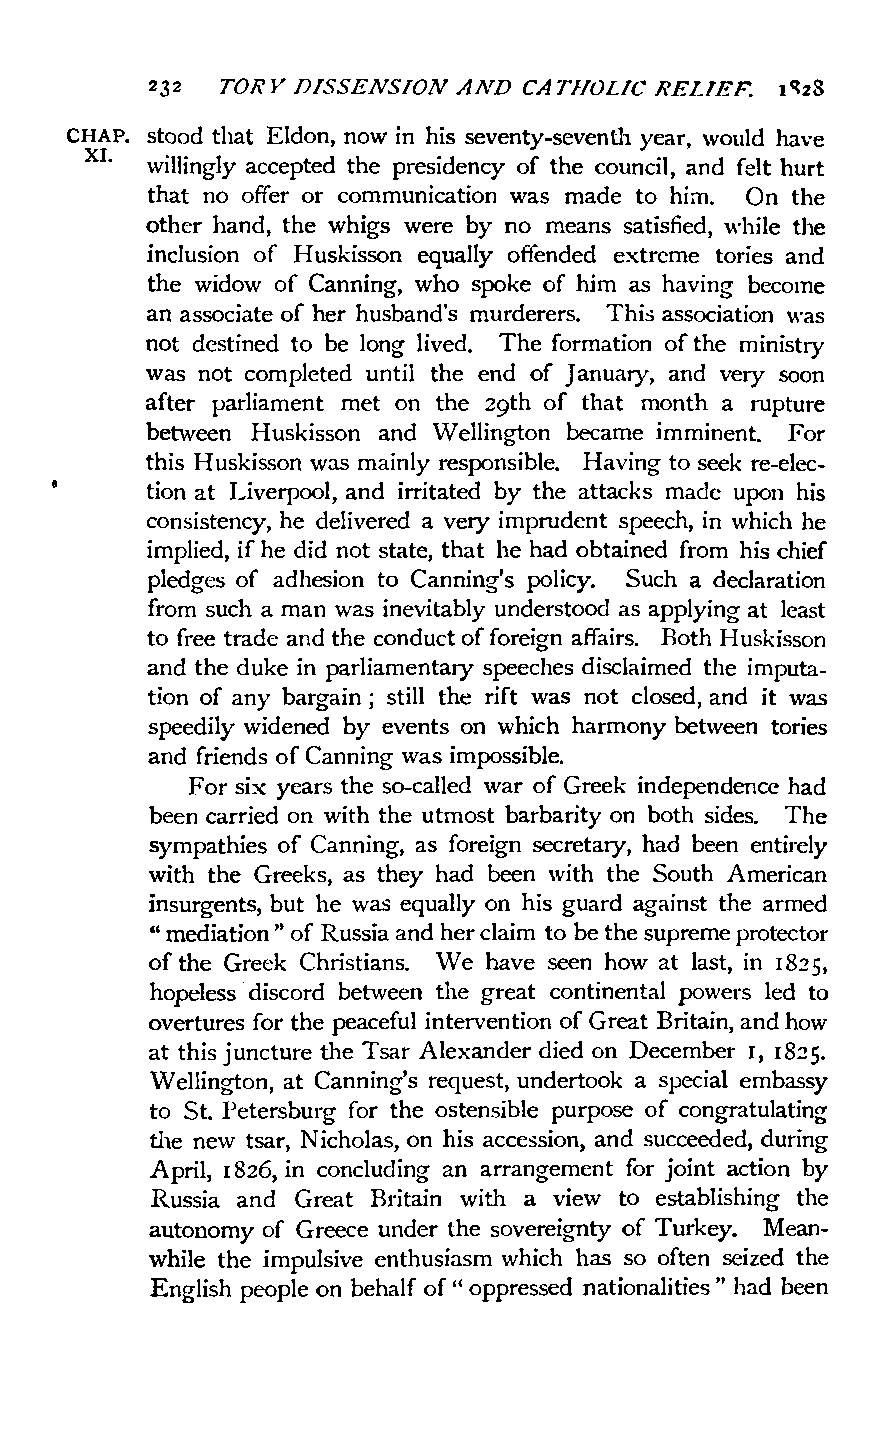 232 TORY DISSENSION AND CATHOLIC RELIEF. 1828
CHAP. XI.
stood that Eldon, now in his seventy-seventh year, would have
willingly accepted the presidency of the council, and felt hurt
that no offer or communication was made to him. On the
other hand, the whigs were by no means satisfied, while the
inclusion of Huskisson equally offended extreme tories and
the widow of Canning, who spoke of him as having become
an associate of her husband's murderers. This association was
not destined to be long lived. The formation of the ministry
was not completed until the end of January, and very soon
after parliament met on the 29th of that month a rupture
between Huskisson and Wellington became imminent. For
this Huskisson was mainly responsible. Having to seek re-elec-
tion at Liverpool, and irritated by the attacks made upon his
consistency, he delivered a very imprudent speech, in which he
implied, if he did not state, that he had obtained from his chief
pledges of adhesion to Canning's policy. Such a declaration
from such a man was inevitably understood as applying at least
to free trade and the conduct of foreign affairs. Both Huskisson
and the duke in parliamentary speeches disclaimed the imputa-
tion of any bargain ; still the rift was not closed, and it was
speedily widened by events on which harmony between tories
and friends of Canning was impossible.
For six years the so-called war of Greek independence had
been carried on with the utmost barbarity on both sides. The
sympathies of Canning, as foreign secretary, had been entirely
with the Greeks, as they had been with the South American
insurgents, but he was equally on his guard against the armed
" mediation " of Russia and her claim to be the supreme protector
of the Greek Christians. We have seen how at last, in 1825,
hopeless discord between the great continental powers led to
overtures for the peaceful intervention of Great Britain, and how
at this juncture the Tsar Alexander died on December 1, 1825.
Wellington, at Canning's request, undertook a special embassy
to St. Petersburg for the ostensible purpose of congratulating
the new tsar, Nicholas, on his accession, and succeeded, during
April, 1826, in concluding an arrangement for joint action by
Russia and Great Britain with a view to establishing the
autonomy of Greece under the sovereignty of Turkey. Mean-
while the impulsive enthusiasm which has so often seized the
English people on behalf of " oppressed nationalities " had been